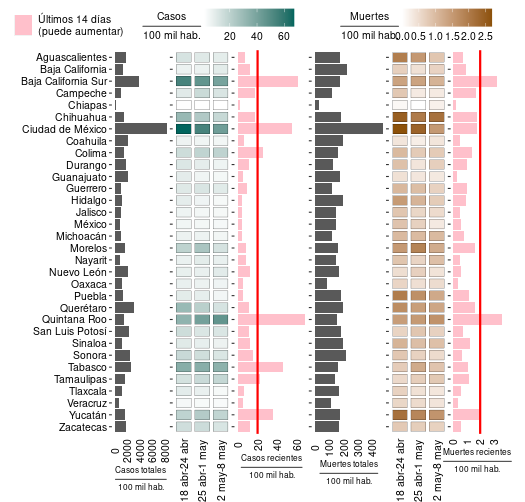 Últimos 14 días
(puede aumentar)
Casos
100 mil hab.
20 40 60
Muertes
100 mil hab.
0.0 0.5 1.0 1.5 2.0 2.5
Aguascalientes
Baja California
Baja California Sur
Campeche
Chiapas
Chihuahua
Ciudad de México
Coahuila
Colima
Durango
Guanajuato
Guerrero
Hidalgo
Jalisco
México
Michoacán
Morelos
Nayarit
Nuevo León
Oaxaca
Puebla
Querétaro
Quintana Roo
San Luis Potosí
Sinaloa
Sonora
Tabasco
Tamaulipas
Tlaxcala
Veracruz
Yucatán
Zacatecas
0 2000 4000 6000 8000
Casos totales
100 mil hab.
18 abr-24 abr
25 abr-1 may
2 may-8 may
0 20 40 60
Casos recientes
100 mil hab.
0 100 200 300 400
Muertes totales
100 mil hab.
18 abr-24 abr
25 abr-1 may
2 may-8 may
0 1 2 3
Muertes recientes
100 mil hab.